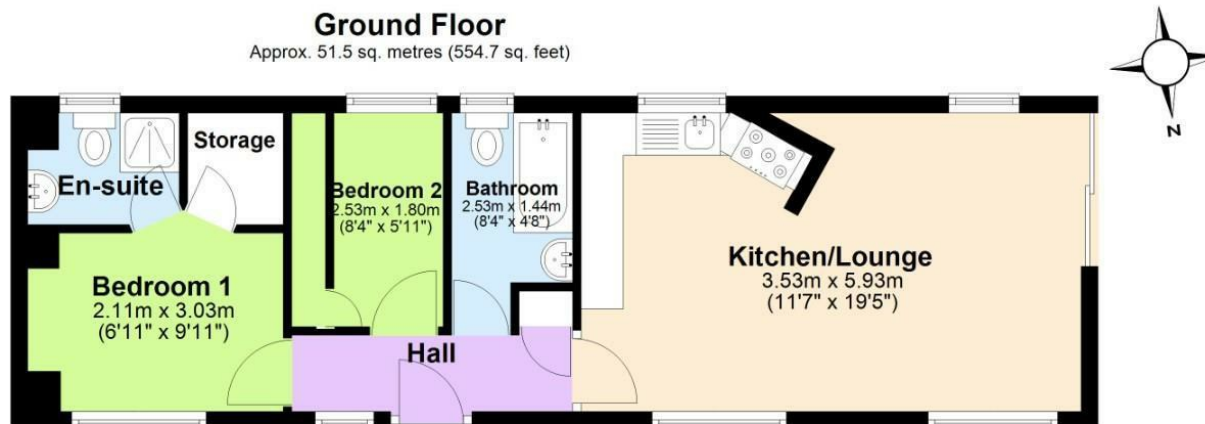 Ground Floor
Approx. 51.5 sq. metres (554.7 sq. feet)
N
En-suite
Storage
Bedroom 2
2.53m x 1.80m
(8'4" x 5'11")
Bathroom
2.53m x 1.44m
(8'4" x 4'8")
Kitchen/Lounge
3.53m x 5.93m
(11'7" x 19'5")
Bedroom 1
2.11m x 3.03m
(6'11" x 9'11")
Hall